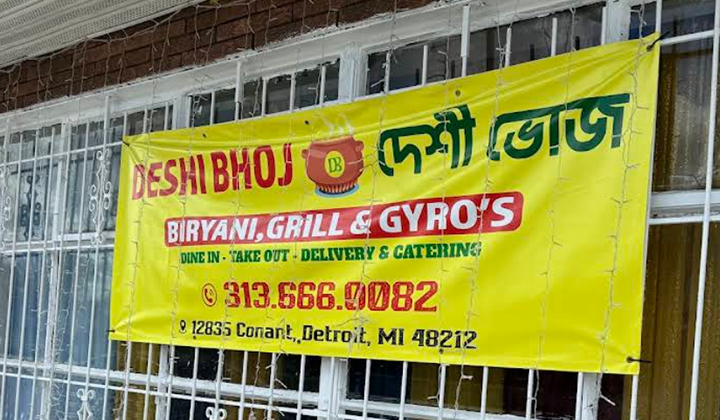 DESHI BHOJ DB দেশী ভোজ
BIRYANI, GRILL & GYRO'S
DINE IN - TAKE OUT - DELIVERY & CATERING
313.666.0082
12835 Conant,,Detroit, MI 48212